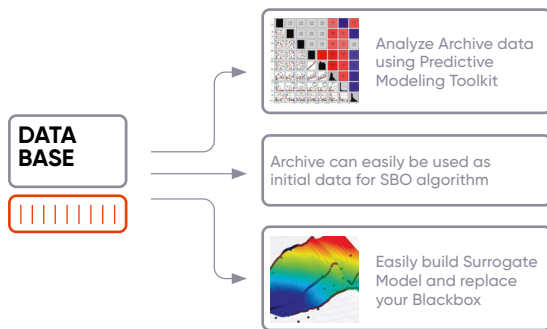 Analyze Archive data
using Predictive
Modeling Toolkit
DATA
BASE
Archive can easily be used as
initial data for SBO algorithm
Easily build Surrogate
Model and replace
your Blackbox